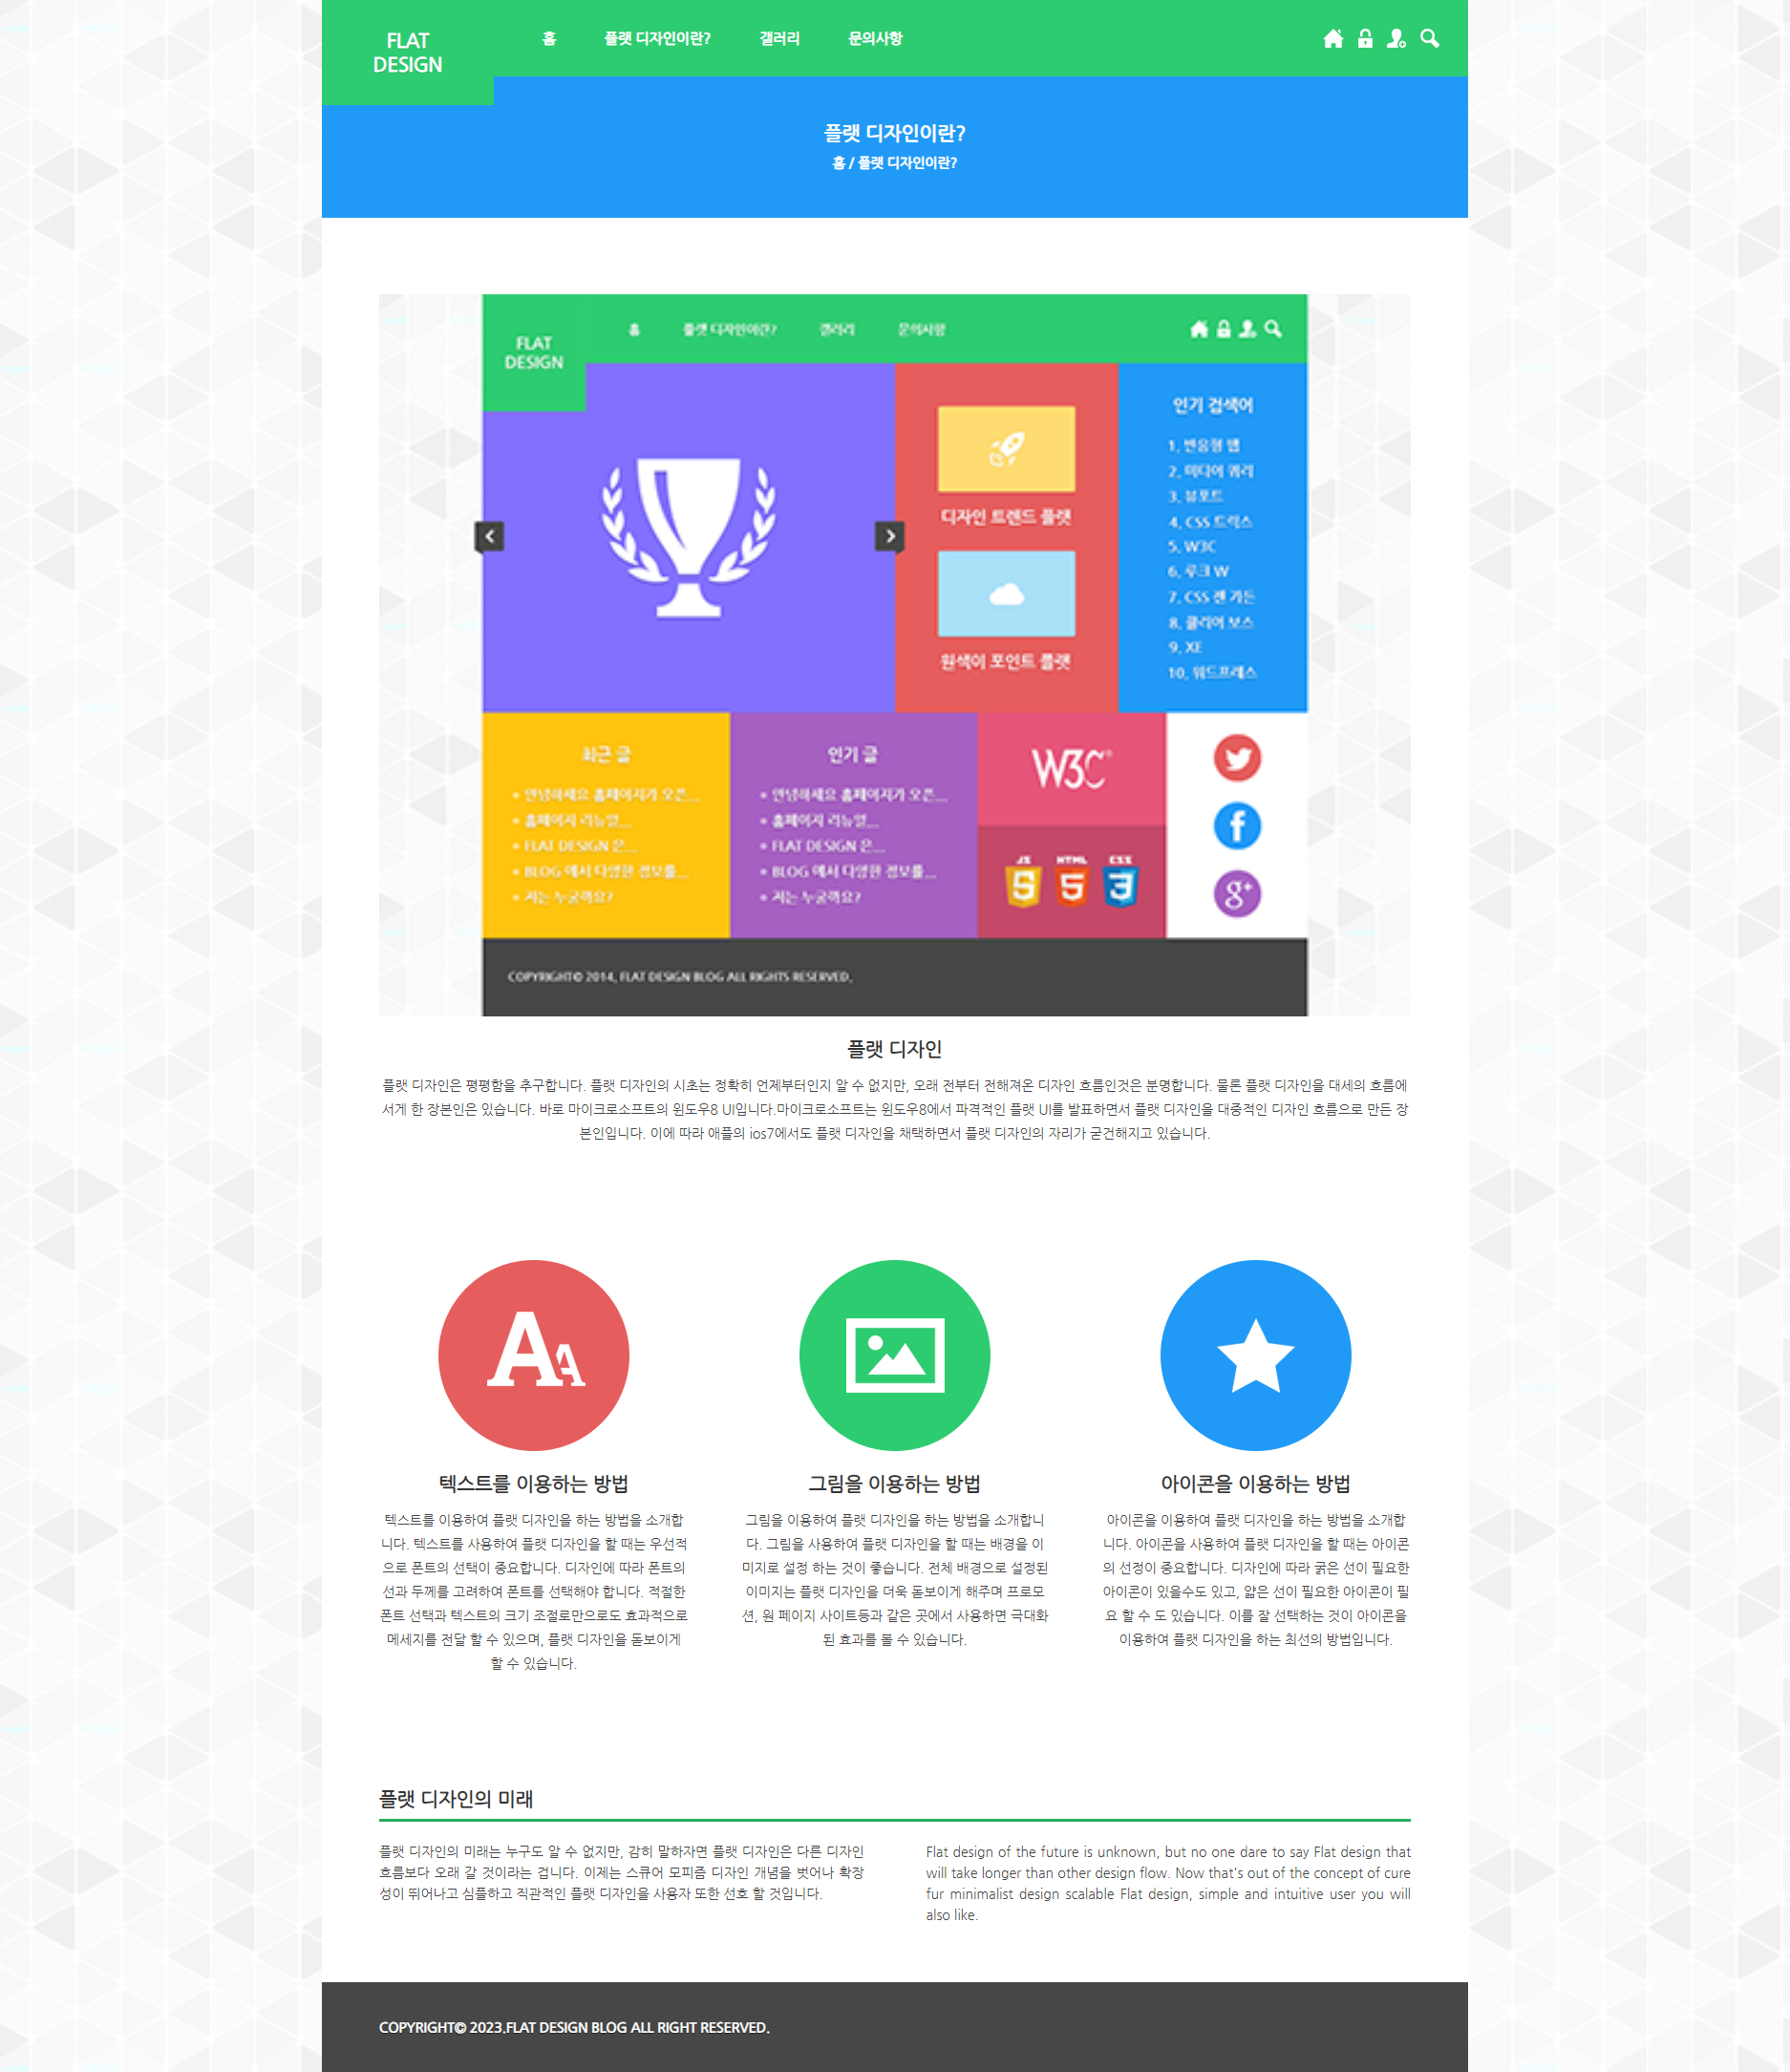 FLAT
DESIGN
홈 플랫 디자인이란? 갤러리 문의사항
플랫 디자인이란?
홈 / 플랫 디자인이란?
FLAT
DESIGN
홈 플랫 디자인이란? 갤러리 문의사항
인기 검색어
1. 반응형 웹
2. 미디어 쿼리
3. 뷰포트
4. CSS 트릭스
5. W3C
6. 루크 W
7. CSS 젠 가든
8. 클리어 보스
9. XE
10. 워드프레스
디자인 트렌드 플랫
원색이 포인트 플랫
최근 글
• 안녕하세요 홈페이지가 오픈...
• 홈페이지 리뉴얼...
• FLAT DESIGN 은...
• BLOG 에서 다양한 정보를...
• 저는 누굴까요?
인기 글
• 안녕하세요 홈페이지가 오픈...
• 홈페이지 리뉴얼...
• FLAT DESIGN 은...
• BLOG 에서 다양한 정보를...
• 저는 누굴까요?
W3C®
JS HTML CSS
5 5 3
g+
COPYRIGHT© 2014. FLAT DESIGN BLOG ALL RIGHTS RESERVED.
플랫 디자인
플랫 디자인은 평평함을 추구합니다. 플랫 디자인의 시초는 정확히 언제부터인지 알 수 없지만, 오래 전부터 전해져온 디자인 흐름인것은 분명합니다. 물론 플랫 디자인을 대세의 흐름에
서게 한 장본인은 있습니다. 바로 마이크로소프트의 윈도우8 UI입니다.마이크로소프트는 윈도우8에서 파격적인 플랫 UI를 발표하면서 플랫 디자인을 대중적인 디자인 흐름으로 만든 장
본인입니다. 이에 따라 애플의 ios7에서도 플랫 디자인을 채택하면서 플랫 디자인의 자리가 굳건해지고 있습니다.
텍스트를 이용하는 방법
텍스트를 이용하여 플랫 디자인을 하는 방법을 소개합
니다. 텍스트를 사용하여 플랫 디자인을 할 때는 우선적
으로 폰트의 선택이 중요합니다. 디자인에 따라 폰트의
선과 두께를 고려하여 폰트를 선택해야 합니다. 적절한
폰트 선택과 텍스트의 크기 조절로만으로도 효과적으로
메세지를 전달 할 수 있으며, 플랫 디자인을 돋보이게
할 수 있습니다.
그림을 이용하는 방법
그림을 이용하여 플랫 디자인을 하는 방법을 소개합니
다. 그림을 사용하여 플랫 디자인을 할 때는 배경을 이
미지로 설정 하는 것이 좋습니다. 전체 배경으로 설정된
이미지는 플랫 디자인을 더욱 돋보이게 해주며 프로모
션, 원 페이지 사이트등과 같은 곳에서 사용하면 극대화
된 효과를 볼 수 있습니다.
아이콘을 이용하는 방법
아이콘을 이용하여 플랫 디자인을 하는 방법을 소개합
니다. 아이콘을 사용하여 플랫 디자인을 할 때는 아이콘
의 선정이 중요합니다. 디자인에 따라 굵은 선이 필요한
아이콘이 있을수도 있고, 얇은 선이 필요한 아이콘이 필
요 할 수 도 있습니다. 이를 잘 선택하는 것이 아이콘을
이용하여 플랫 디자인을 하는 최선의 방법입니다.
플랫 디자인의 미래
플랫 디자인의 미래는 누구도 알 수 없지만, 감히 말하자면 플랫 디자인은 다른 디자인
흐름보다 오래 갈 것이라는 겁니다. 이제는 스큐어 모피즘 디자인 개념을 벗어나 확장
성이 뛰어나고 심플하고 직관적인 플랫 디자인을 사용자 또한 선호 할 것입니다.
Flat design of the future is unknown, but no one dare to say Flat design that
will take longer than other design flow. Now that's out of the concept of cure
fur minimalist design scalable Flat design, simple and intuitive user you will
also like.
COPYRIGHT© 2023.FLAT DESIGN BLOG ALL RIGHT RESERVED.